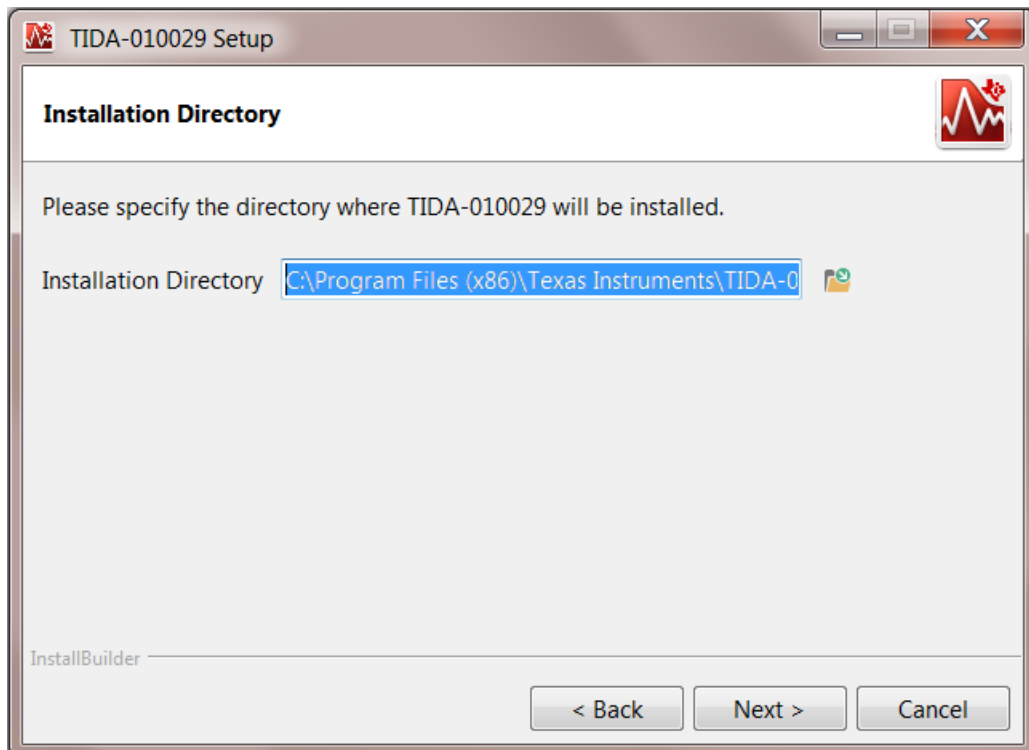 TIDA-010029 Setup
Installation Directory
Please specify the directory where TIDA-010029 will be installed.
Installation Directory C:\Program Files (x86)\Texas Instruments\TIDA-0
InstallBuilder
< Back Next > Cancel